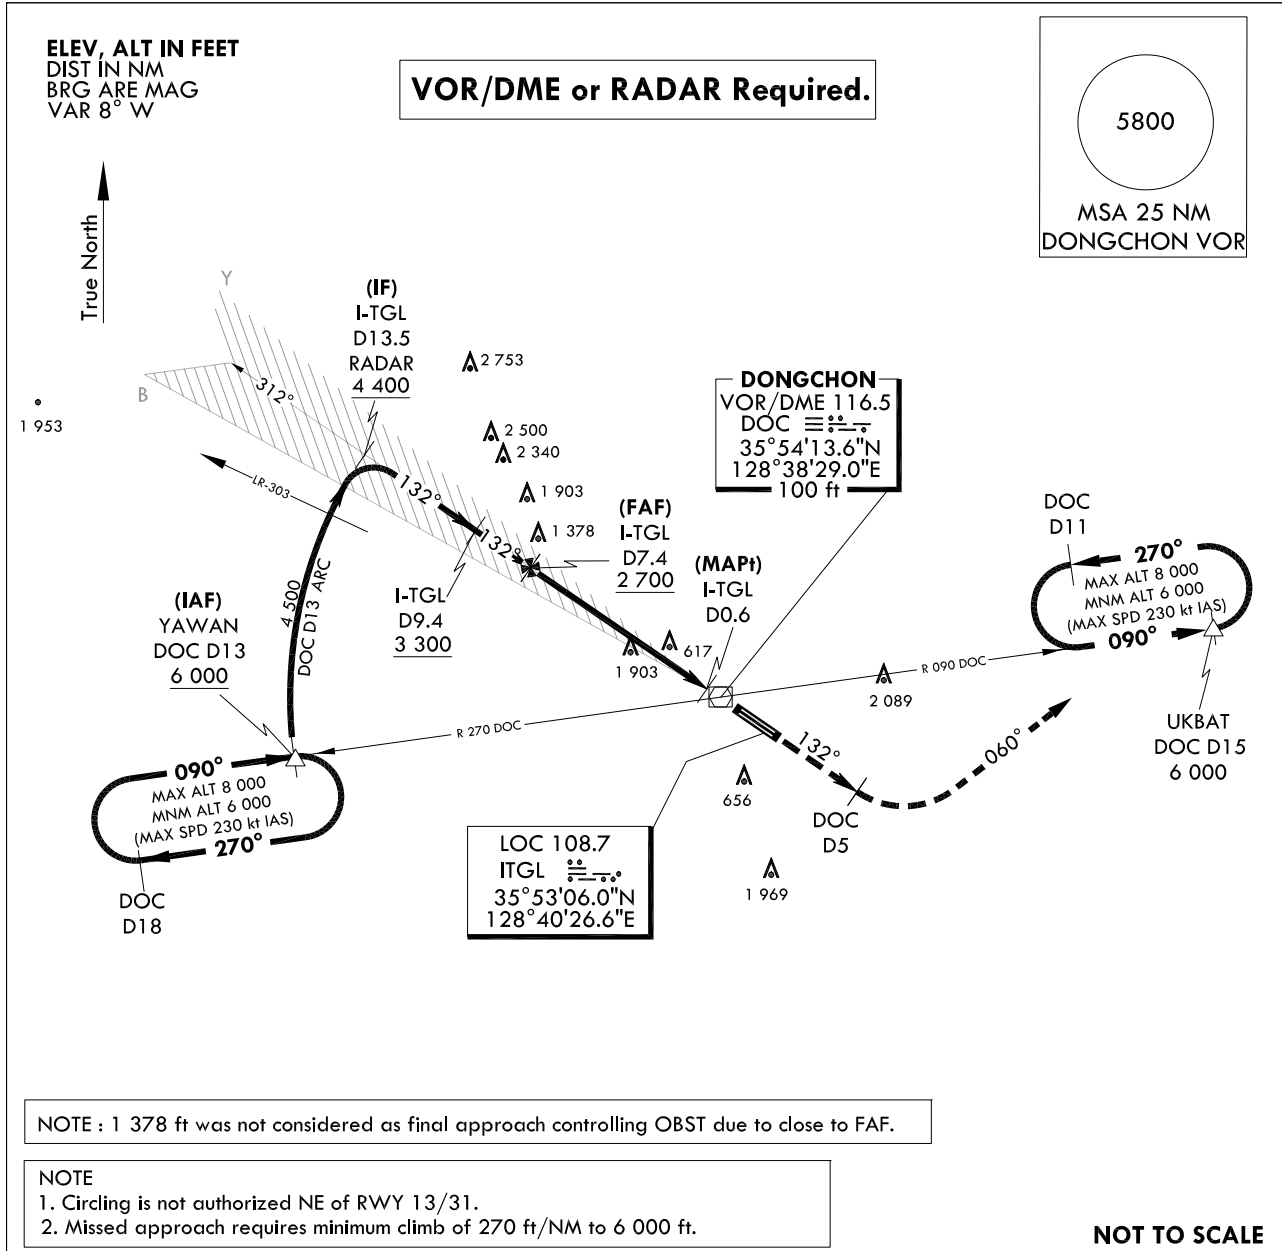 ELEV, ALT IN FEET
DIST IN NM
BRG ARE MAG
VAR 8° W
VOR/DME or RADAR Required.
5800
MSA 25 NM
DONGCHON VOR
True North
Y
B
312°
1 953
LR-303
(IF)
I-TGL
D13.5
RADAR
4 400
2 753
2 500
2 340
1 903
1 378
132°
132°
(FAF)
I-TGL
D7.4
2 700
DONGCHON
VOR/DME 116.5
DOC
35°54'13.6"N
128°38'29.0"E
100 ft
(MAPt)
I-TGL
D0.6
I-TGL
D9.4
3 300
4 500
DOC D13 ARC
(IAF)
YAWAN
DOC D13
6 000
617
1 903
DOC
D11
270°
MAX ALT 8 000
MNM ALT 6 000
(MAX SPD 230 kt IAS)
090°
R 090 DOC
2 089
R 270 DOC
UKBAT
DOC D15
6 000
090°
MAX ALT 8 000
MNM ALT 6 000
(MAX SPD 230 kt IAS)
270°
DOC
D18
132°
060°
DOC
D5
656
1 969
LOC 108.7
ITGL
35°53'06.0"N
128°40'26.6"E
NOTE : 1 378 ft was not considered as final approach controlling OBST due to close to FAF.
NOTE
1. Circling is not authorized NE of RWY 13/31.
2. Missed approach requires minimum climb of 270 ft/NM to 6 000 ft.
NOT TO SCALE